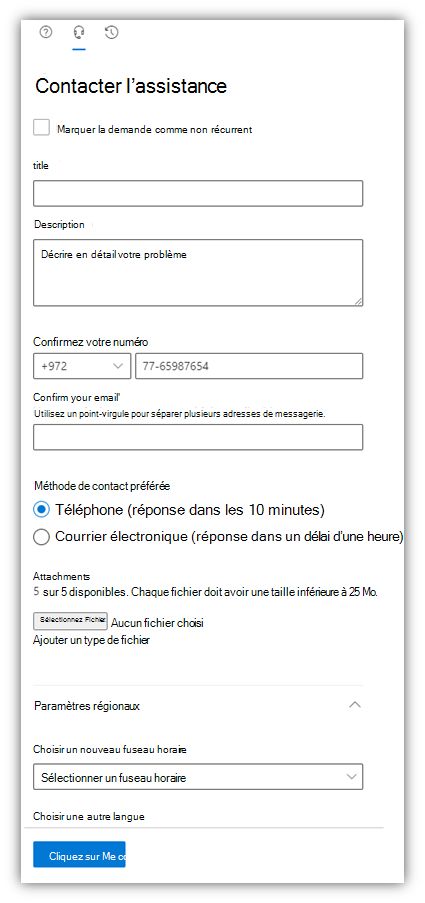 Contacter l'assistance
Marquer la demande comme non récurrent
title
Description
Décrire en détail votre problème
Confirmez votre numéro
+972 77-65987654
Confirm your email'
Utilisez un point-virgule pour séparer plusieurs adresses de messagerie.
Méthode de contact préférée
Téléphone (réponse dans les 10 minutes)
Courrier électronique (réponse dans un délai d'une heure)
Attachments
5 sur 5 disponibles. Chaque fichier doit avoir une taille inférieure à 25 Mo.
Sélectionnez Fichier Aucun fichier choisi
Ajouter un type de fichier
Paramètres régionaux
Choisir un nouveau fuseau horaire
Sélectionner un fuseau horaire
Choisir une autre langue
Cliquez sur Me